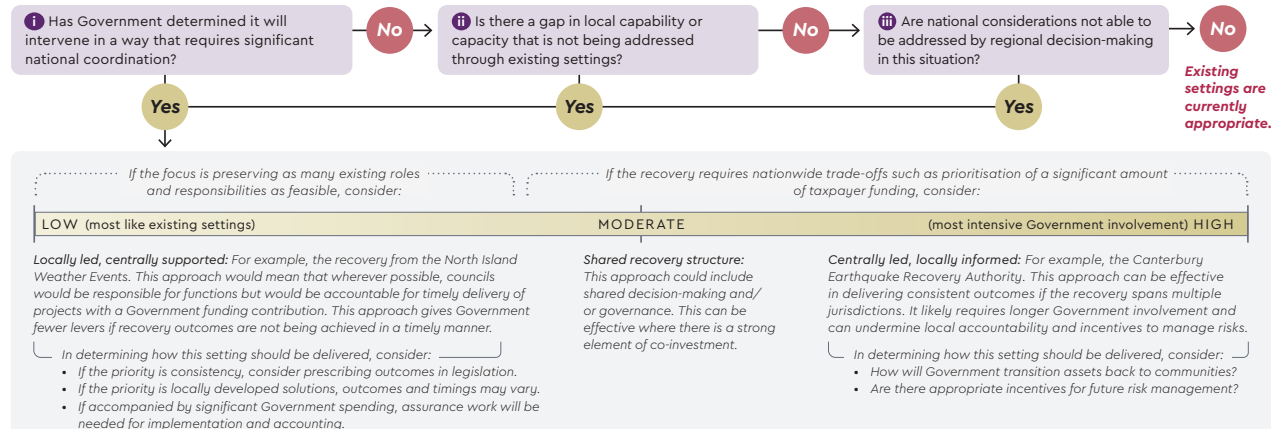 i Has Government determined it will
intervene in a way that requires significant
national coordination?
No
ii Is there a gap in local capability or
capacity that is not being addressed
through existing settings?
No
iii Are national considerations not able to
be addressed by regional decision-making
in this situation?
No
Existing
settings are
currently
appropriate.
Yes
Yes
Yes
If the focus is preserving as many existing roles
and responsibilities as feasible, consider:
If the recovery requires nationwide trade-offs such as prioritisation of a significant amount
of taxpayer funding, consider:
LOW (most like existing settings)
MODERATE
(most intensive Government involvement) HIGH
Locally led, centrally supported: For example, the recovery from the North Island
Weather Events. This approach would mean that wherever possible, councils
would be responsible for functions but would be accountable for timely delivery of
projects with a Government funding contribution. This approach gives Government
fewer levers if recovery outcomes are not being achieved in a timely manner.
In determining how this setting should be delivered, consider:
• If the priority is consistency, consider prescribing outcomes in legislation.
• If the priority is locally developed solutions, outcomes and timings may vary.
• If accompanied by significant Government spending, assurance work will be
needed for implementation and accounting.
Shared recovery structure:
This approach could include
shared decision-making and/
or governance. This can be
effective where there is a strong
element of co-investment.
Centrally led, locally informed: For example, the Canterbury
Earthquake Recovery Authority. This approach can be effective
in delivering consistent outcomes if the recovery spans multiple
jurisdictions. It likely requires longer Government involvement and
can undermine local accountability and incentives to manage risks.
In determining how this setting should be delivered, consider:
• How will Government transition assets back to communities?
• Are there appropriate incentives for future risk management?